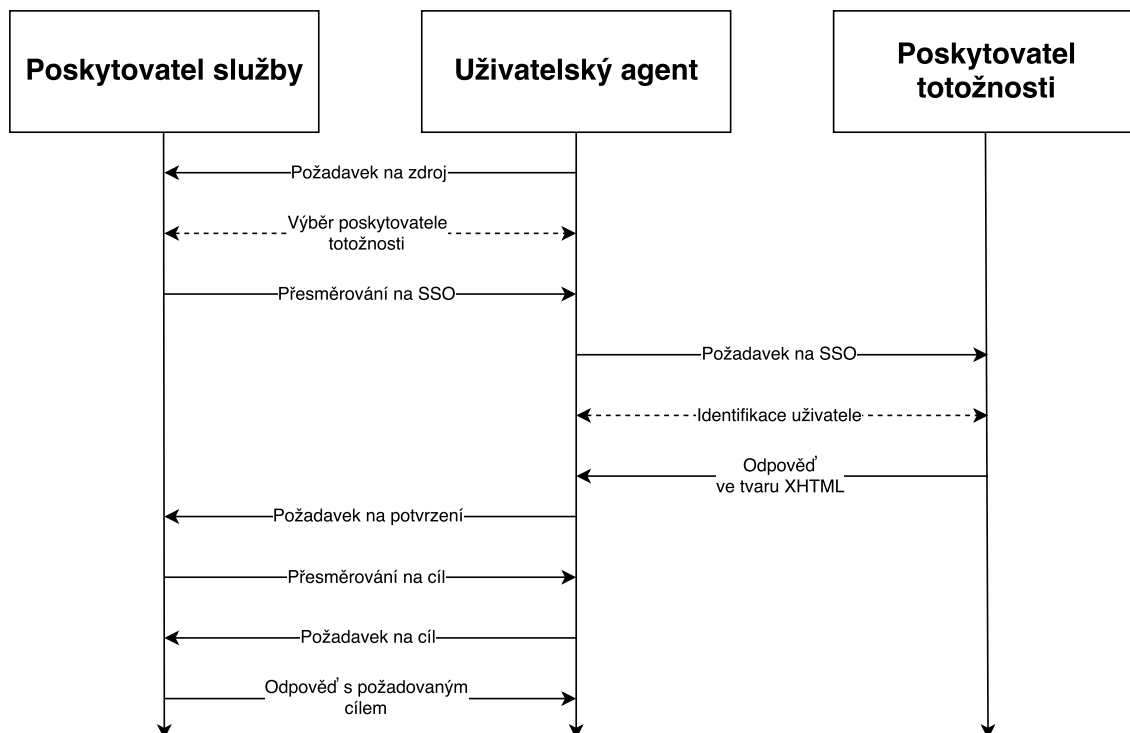 Poskytovatel služby
Uživatelský agent
Poskytovatel
totožnosti
Požadavek na zdroj
Výběr poskytovatele
totožnosti
Přesměrování na SSO
Požadavek na SSO
Identifikace uživatele
Odpověď
ve tvaru XHTML
Požadavek na potvrzení
Přesměrování na cíl
Požadavek na cíl
Odpověď s požadovaným
cílem